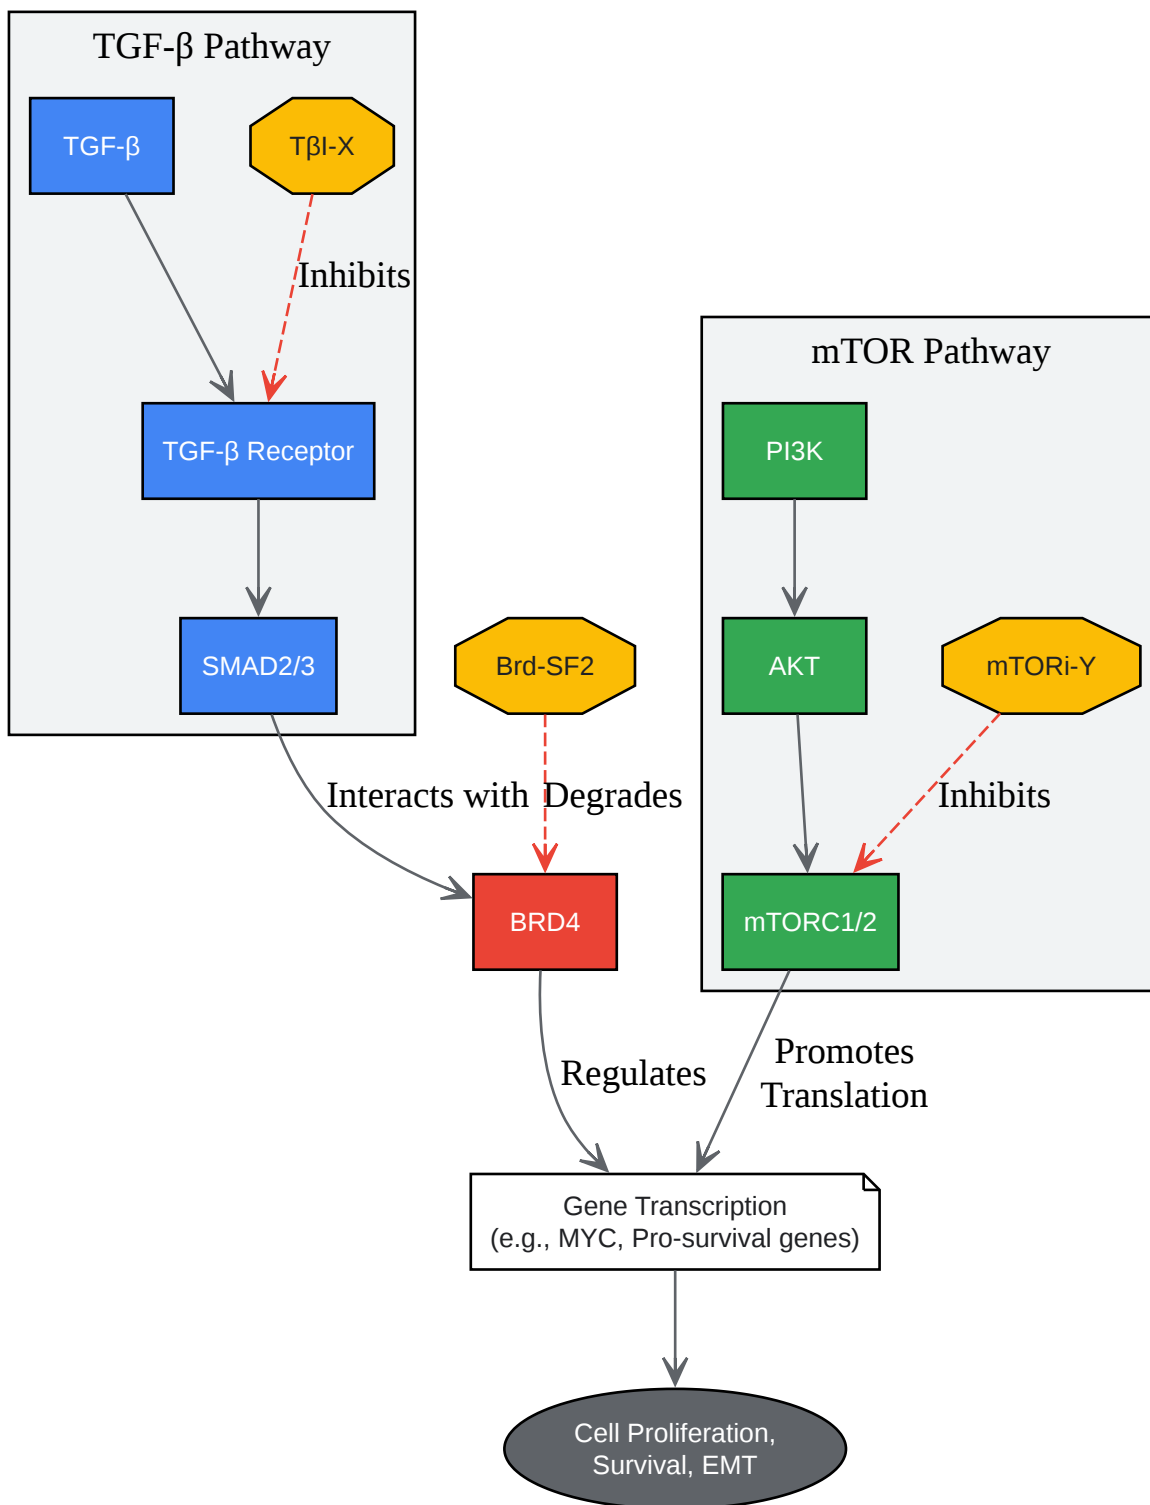 TGF-β Pathway
TGF-β
TβI-X
Inhibits
TGF-β Receptor
SMAD2/3
mTOR Pathway
PI3K
AKT
mTORi-Y
Inhibits
mTORC1/2
Brd-SF2
Interacts with
Degrades
BRD4
Regulates
Promotes
Translation
Gene Transcription
(e.g., MYC, Pro-survival genes)
Cell Proliferation,
Survival, EMT